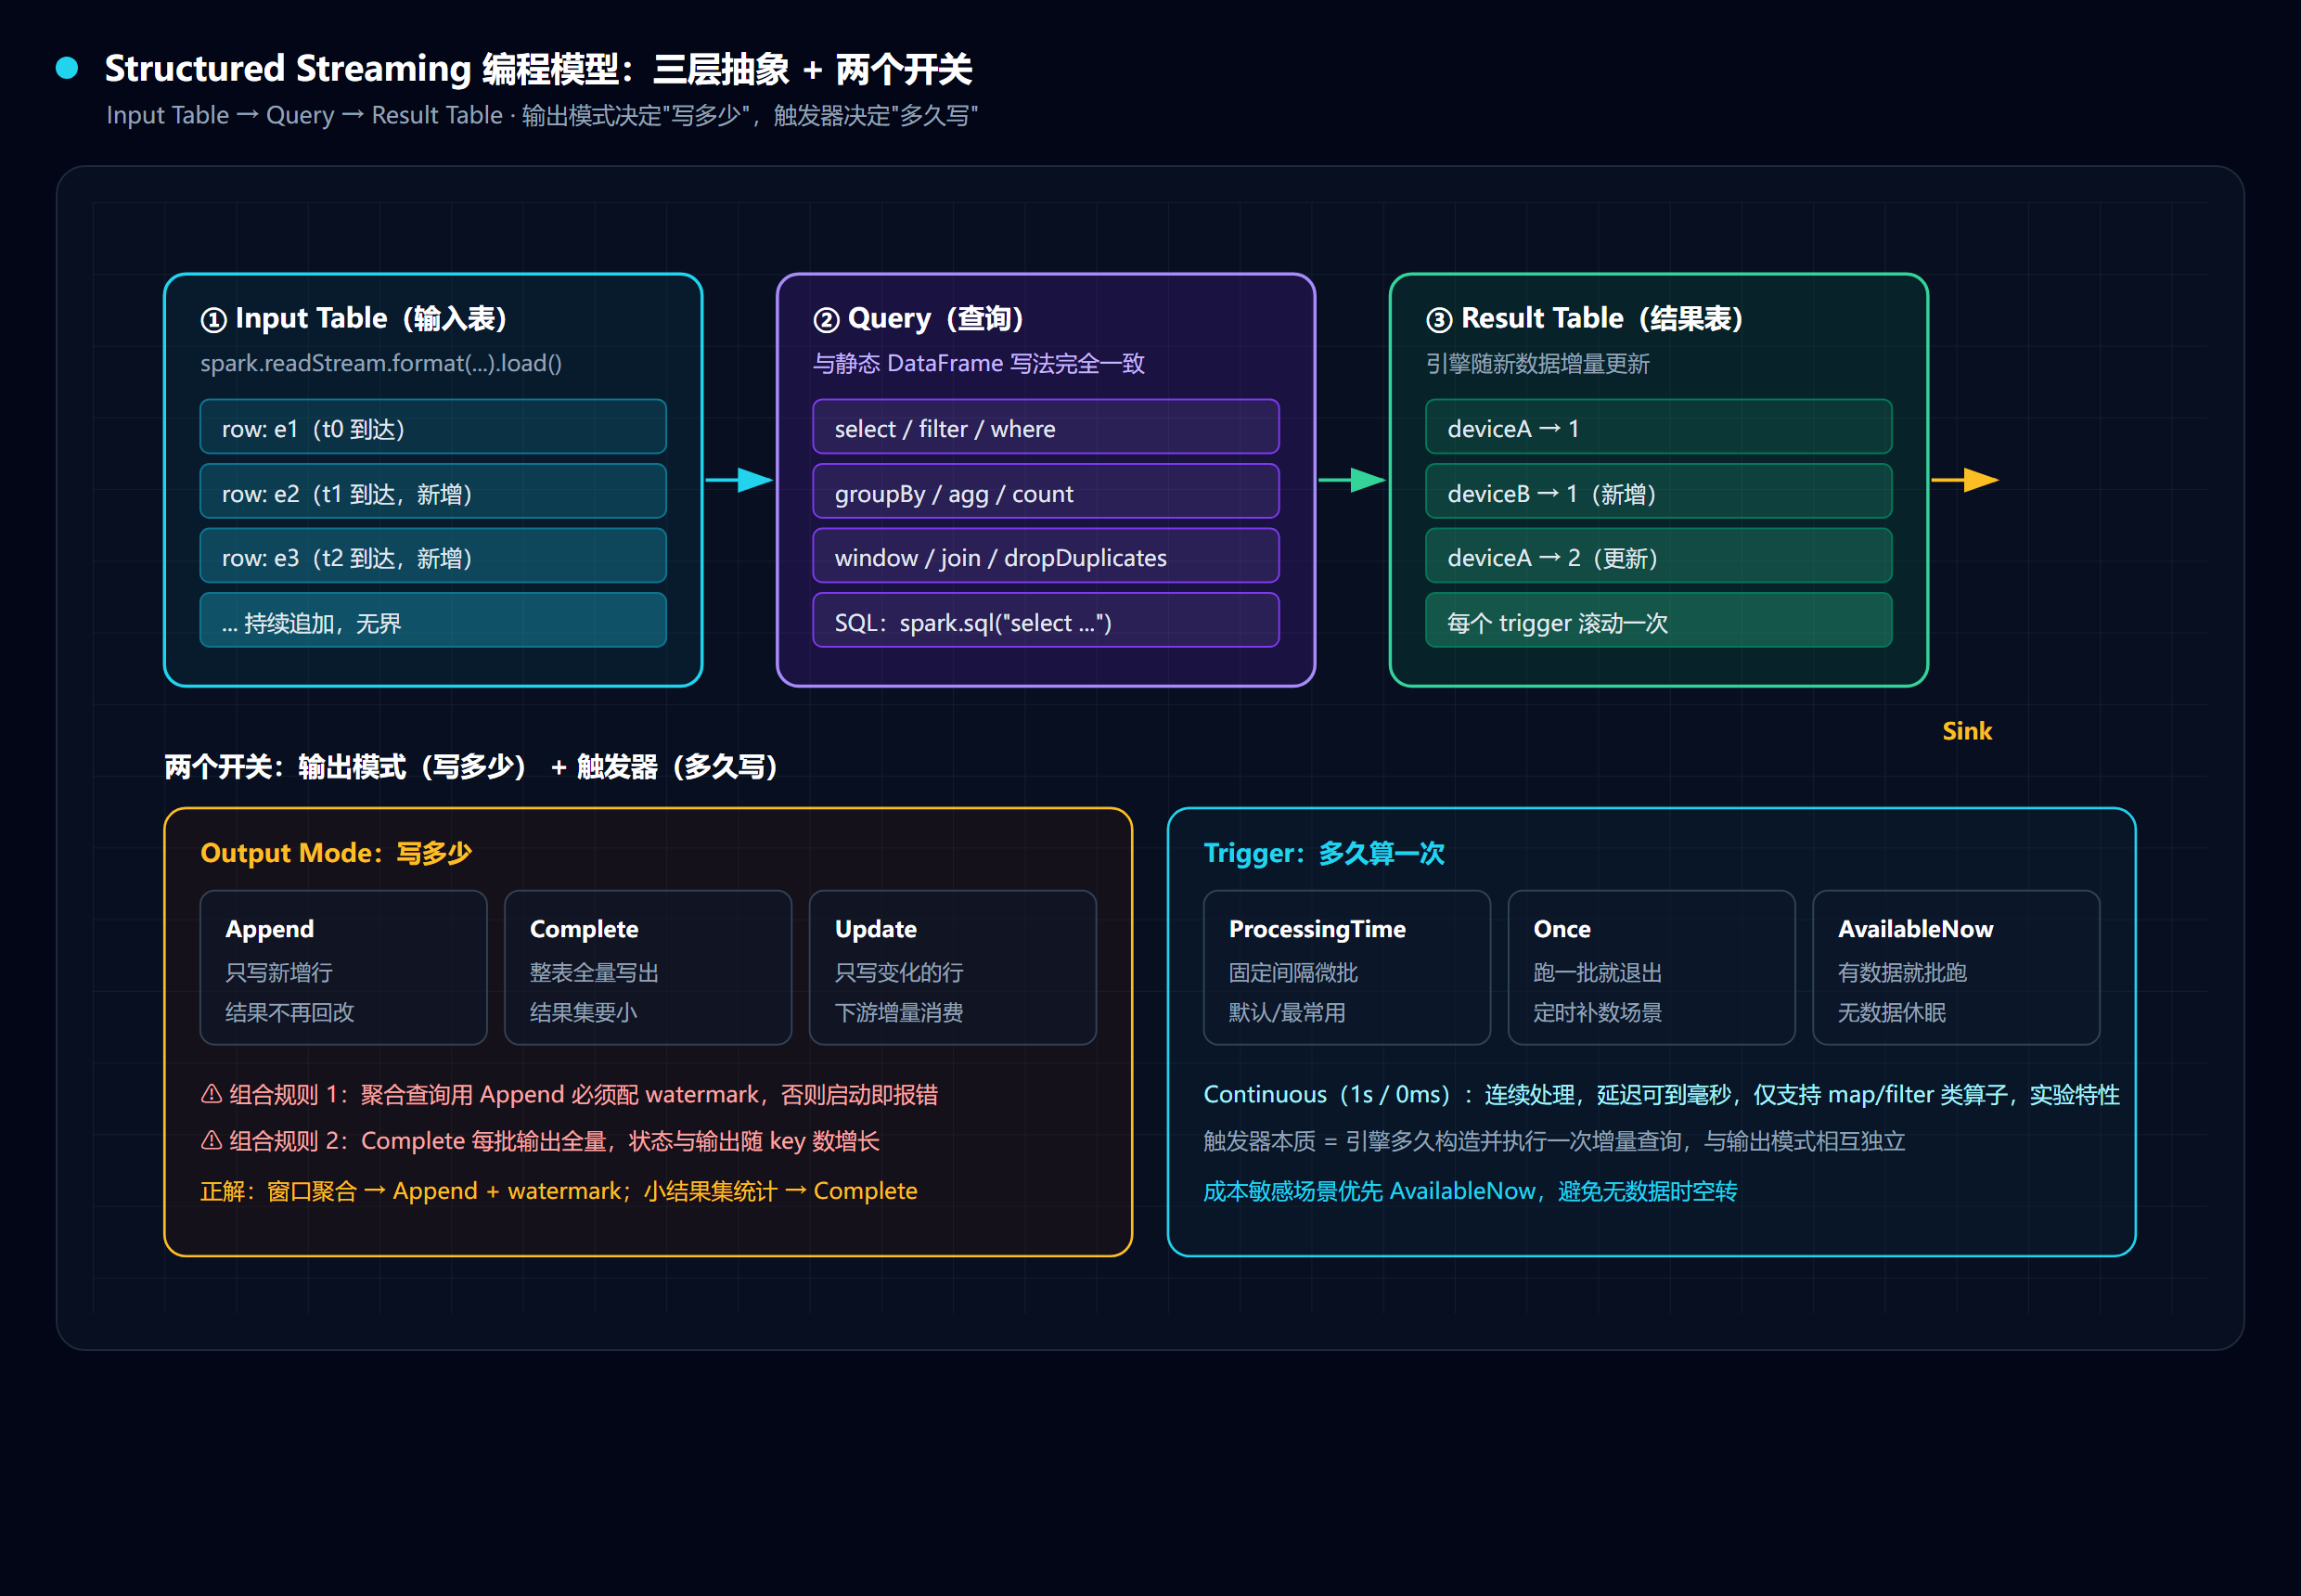 Structured Streaming 编程模型：三层抽象 + 两个开关
Input Table → Query → Result Table · 输出模式决定"写多少"，触发器决定"多久写"
① Input Table（输入表）
spark.readStream.format(...).load()
row: e1（t0 到达）
row: e2（t1 到达，新增）
row: e3（t2 到达，新增）
... 持续追加，无界
② Query（查询）
与静态 DataFrame 写法完全一致
select / filter / where
groupBy / agg / count
window / join / dropDuplicates
SQL：spark.sql("select ...")
③ Result Table（结果表）
引擎随新数据增量更新
deviceA → 1
deviceB → 1（新增）
deviceA → 2（更新）
每个 trigger 滚动一次
Sink
两个开关：输出模式（写多少） + 触发器（多久写）
Output Mode：写多少
Append
只写新增行
结果不再回改
Complete
整表全量写出
结果集要小
Update
只写变化的行
下游增量消费
⚠ 组合规则 1：聚合查询用 Append 必须配 watermark，否则启动即报错
⚠ 组合规则 2：Complete 每批输出全量，状态与输出随 key 数增长
正解：窗口聚合 → Append + watermark；小结果集统计 → Complete
Trigger：多久算一次
ProcessingTime
固定间隔微批
默认/最常用
Once
跑一批就退出
定时补数场景
AvailableNow
有数据就批跑
无数据休眠
Continuous（1s / 0ms）：连续处理，延迟可到毫秒，仅支持 map/filter 类算子，实验特性
触发器本质 = 引擎多久构造并执行一次增量查询，与输出模式相互独立
成本敏感场景优先 AvailableNow，避免无数据时空转